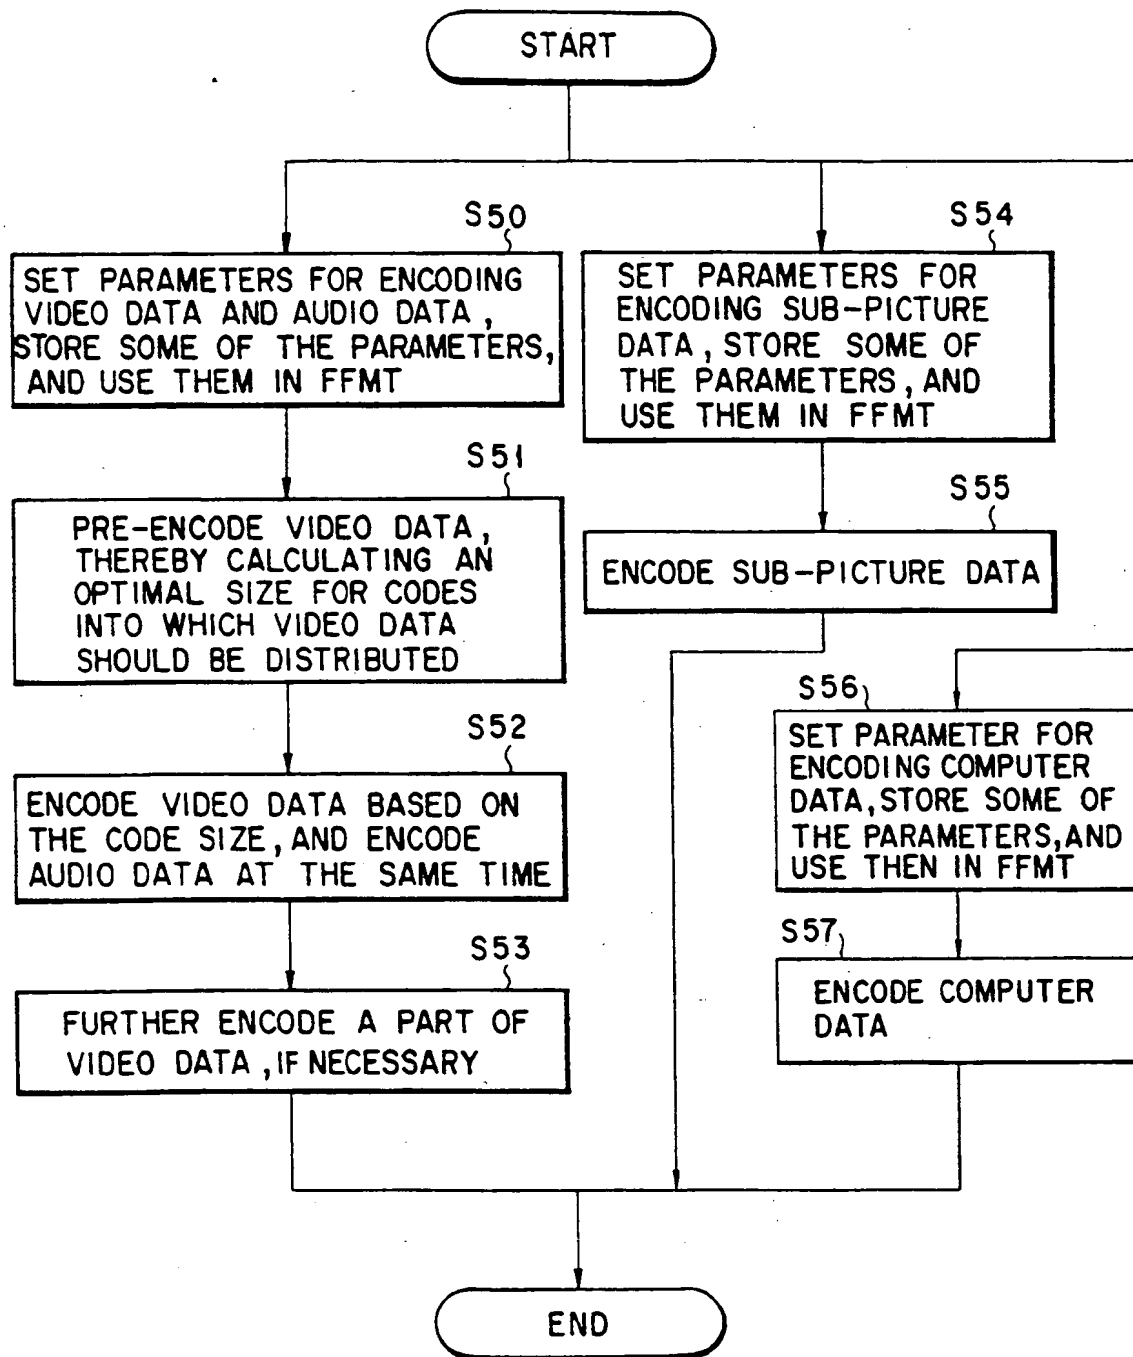 START
S50
SET PARAMETERS FOR ENCODING
VIDEO DATA AND AUDIO DATA,
STORE SOME OF THE PARAMETERS,
AND USE THEM IN FFMT
S51
PRE-ENCODE VIDEO DATA,
THEREBY CALCULATING AN
OPTIMAL SIZE FOR CODES
INTO WHICH VIDEO DATA
SHOULD BE DISTRIBUTED
S52
ENCODE VIDEO DATA BASED ON
THE CODE SIZE, AND ENCODE
AUDIO DATA AT THE SAME TIME
S53
FURTHER ENCODE A PART OF
VIDEO DATA, IF NECESSARY
S54
SET PARAMETERS FOR
ENCODING SUB-PICTURE
DATA, STORE SOME OF
THE PARAMETERS, AND
USE THEM IN FFMT
S55
ENCODE SUB-PICTURE DATA
S56
SET PARAMETER FOR
ENCODING COMPUTER
DATA, STORE SOME OF
THE PARAMETERS, AND
USE THEN IN FFMT
S57
ENCODE COMPUTER
DATA
END